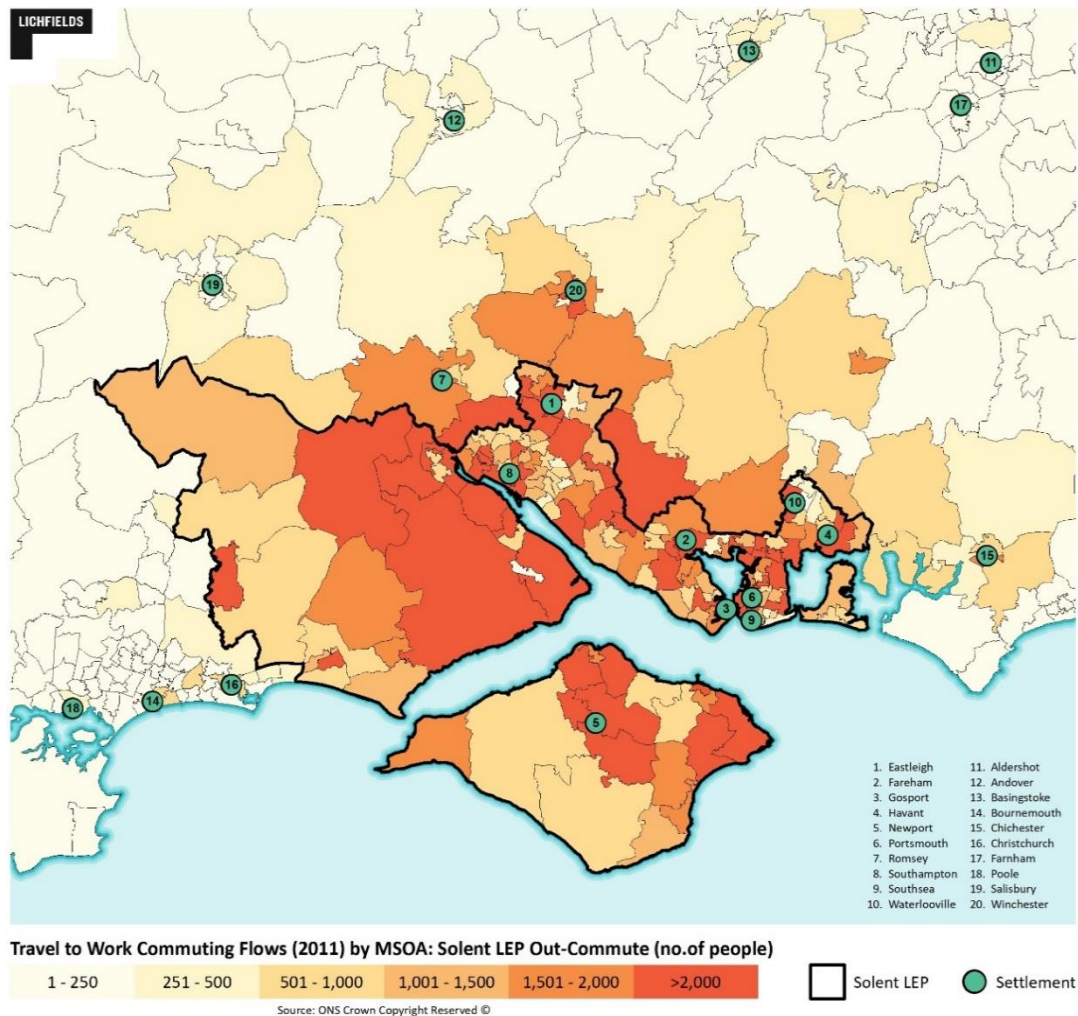 LICHFIELDS
13
11
17
12
19
20
7
1
8
10
4
2
15
6
3
9
16
14
18
5
1. Eastleigh
2. Fareham
3. Gosport
4. Havant
5. Newport
6. Portsmouth
7. Romsey
8. Southampton
9. Southsea
10. Waterlooville
11. Aldershot
12. Andover
13. Basingstoke
14. Bournemouth
15. Chichester
16. Christchurch
17. Farnham
18. Poole
19. Salisbury
20. Winchester
Travel to Work Commuting Flows (2011) by MSOA: Solent LEP Out-Commute (no.of people)
1 - 250 251 - 500 501 - 1,000 1,001 - 1,500 1,501 - 2,000 >2,000
Solent LEP Settlement
Source: ONS Crown Copyright Reserved ©